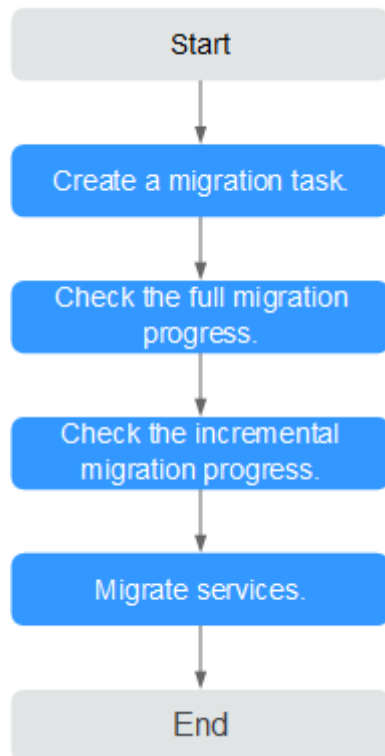 Start
Create a migration task.
Check the full migration
progress.
Check the incremental
migration progress.
Migrate services.
End